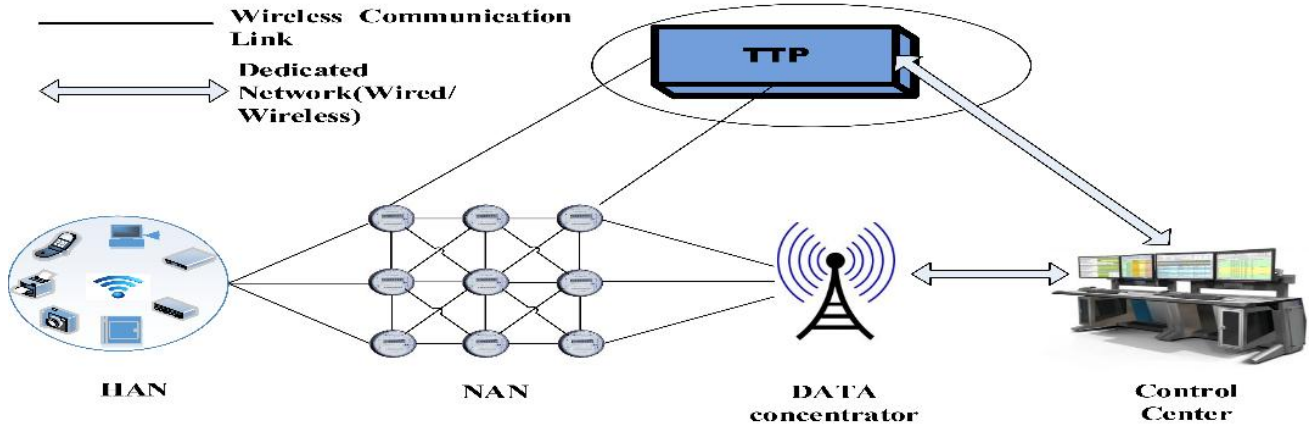 Wireless Communication
Link
Dedicated
Network(Wired/
Wireless)
TTP
HAN
NAN
DATA
concentrator
Control
Center